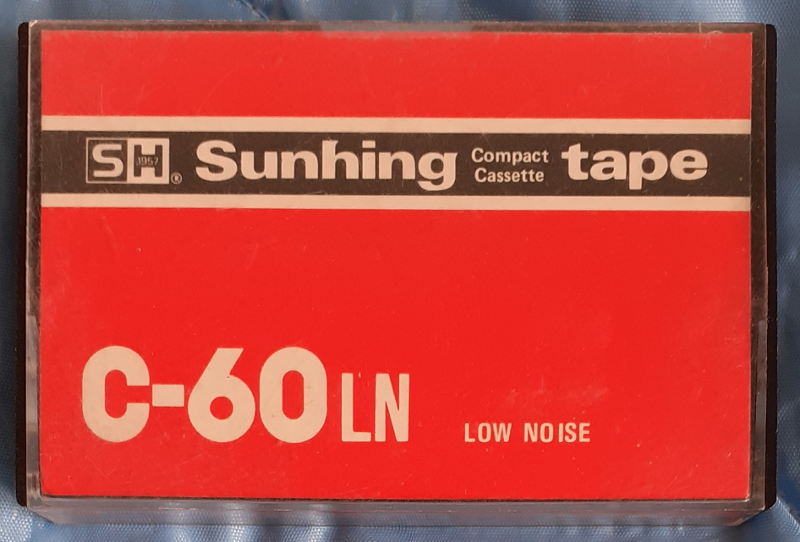 SH 1957 ® Sunhing Compact Cassette tape
C-60 LN LOW NOISE